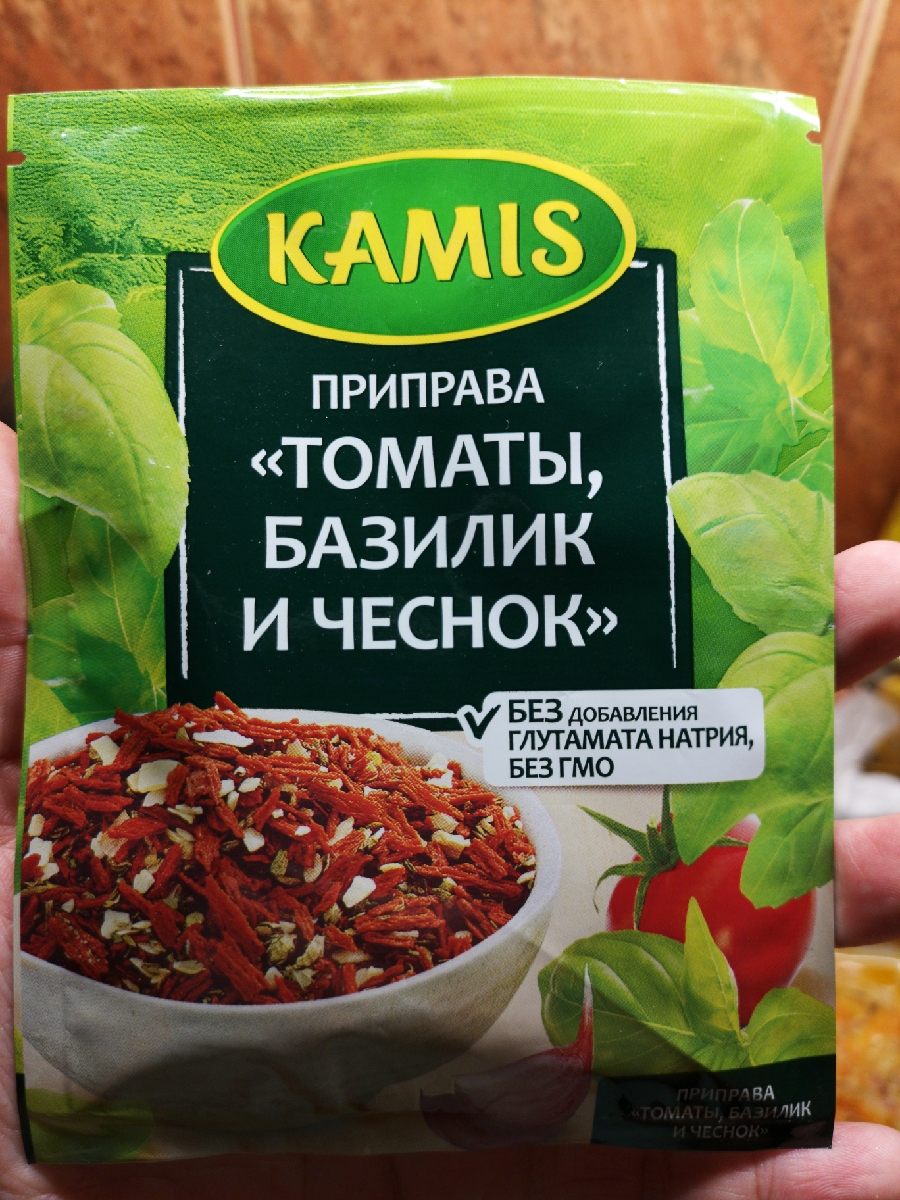 KAMIS
ПРИПРАВА
«ТОМАТЫ,
БАЗИЛИК
И ЧЕСНОК»
БЕЗ ДОБАВЛЕНИЯ
ГЛУТАМАТА НАТРИЯ,
БЕЗ ГМО
ПРИПРАВА
«ТОМАТЫ, БАЗИЛИК
И ЧЕСНОК»